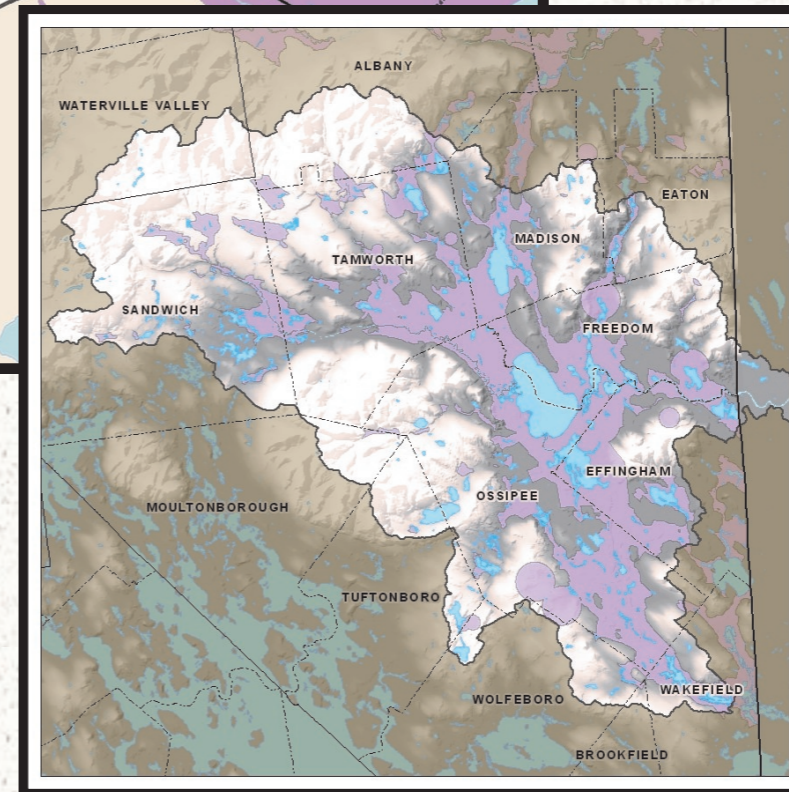 ALBANY
WATERVILLE VALLEY
EATON
MADISON
TAMWORTH
SANDWICH
FREEDOM
EFFINGHAM
OSSIPEE
MOULTONBOROUGH
TUFTONBORO
WAKEFIELD
WOLFEBORO
BROOKFIELD